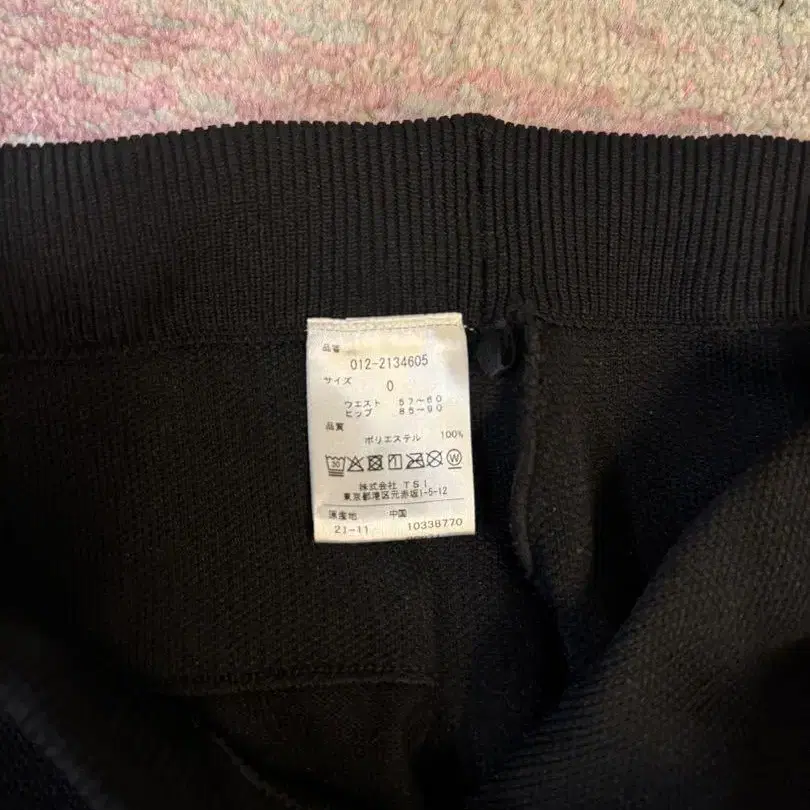 品番
012-2134605
サイズ
0
ウエスト 57~60
ヒップ 85~90
品質
ポリエステル 100%
30 W
株式会社 TSI
東京都港区元赤坂1-5-12
原産地 中国
21-11 10338770